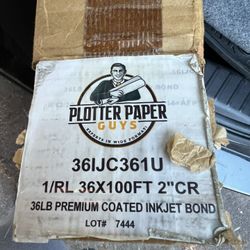 PLOTTER PAPER
GUYS
EXPERTS IN WIDE FORMAT
36IJC361U
1/RL 36X100FT 2"CR
36LB PREMIUM COATED INKJET BOND
LOT# 7444